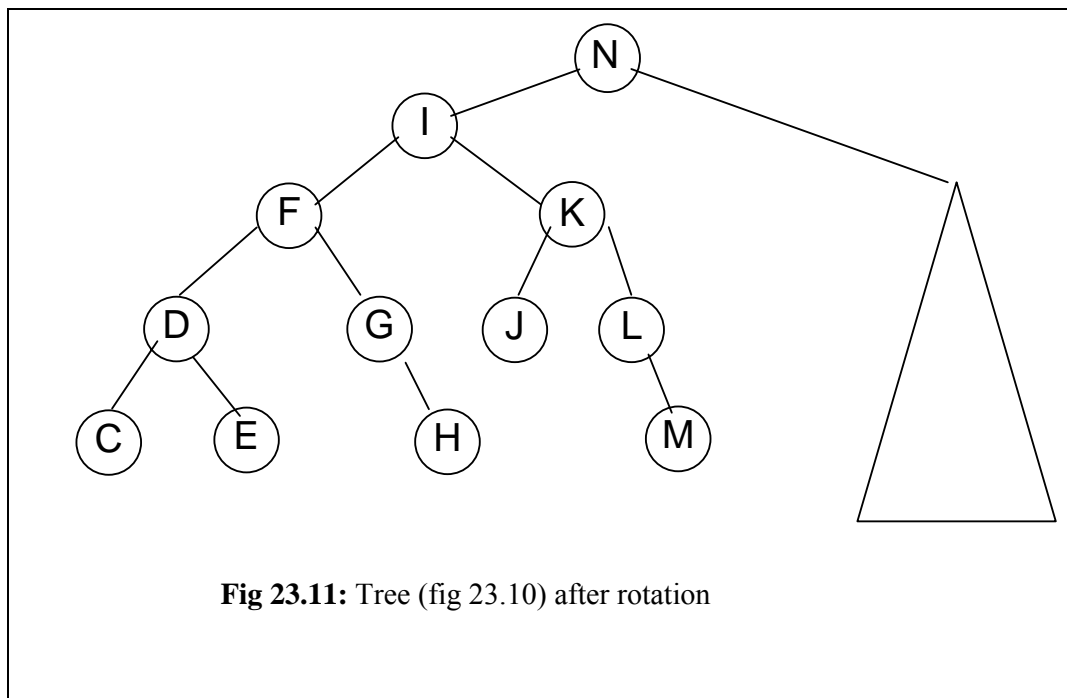 N
I
F K
D G J L
C E H M
Fig 23.11: Tree (fig 23.10) after rotation